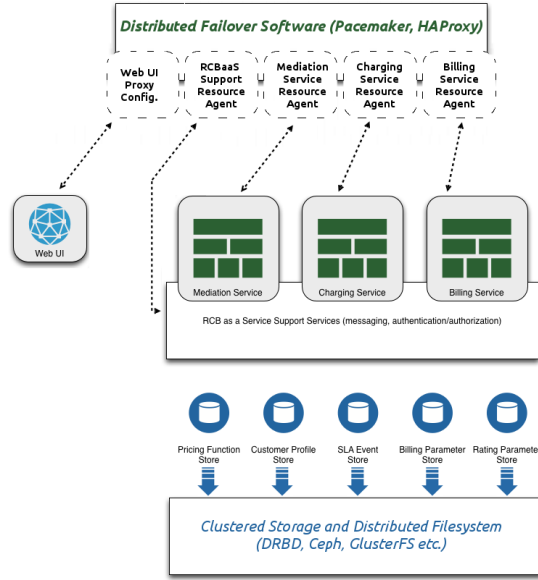 Distributed Failover Software (Pacemaker, HAProxy)
Web UI
Proxy
Config.
RCBaaS
Support
Resource
Agent
Mediation
Service
Resource
Agent
Charging
Service
Resource
Agent
Billing
Service
Resource
Agent
Web UI
Mediation Service
Charging Service
Billing Service
RCB as a Service Support Services (messaging, authentication/authorization)
Pricing Function
Store
Customer Profile
Store
SLA Event
Store
Billing Parameter
Store
Rating Parameter
Store
Clustered Storage and Distributed Filesystem
(DRBD, Ceph, GlusterFS etc.)